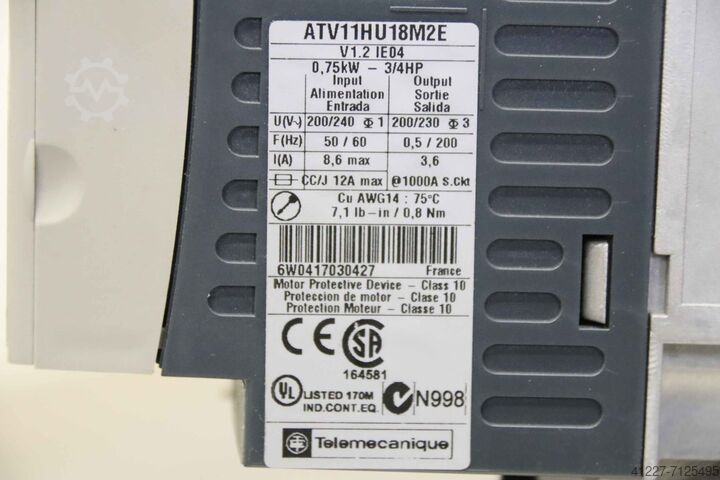 ATV11HU18M2E
V1.2 IE04
0,75kW – 3/4HP
Input Output
Alimentation Sortie
Entrada Salida
U(V~) 200/240 Φ 1 200/230 Φ 3
F(Hz) 50 / 60 0,5 / 200
I(A) 8,6 max 3,6
CC/J 12A max @1000A S.Ckt
Cu AWG14 : 75°C
7,1 lb-in / 0,8 Nm
6W0417030427 France
Motor Protective Device – Class 10
Proteccion de motor – Clase 10
Protection Moteur – Classe 10
CE SA
164581
UL LISTED 170M
IND.CONT.EQ.
N998
Telemecanique
41227-7125495